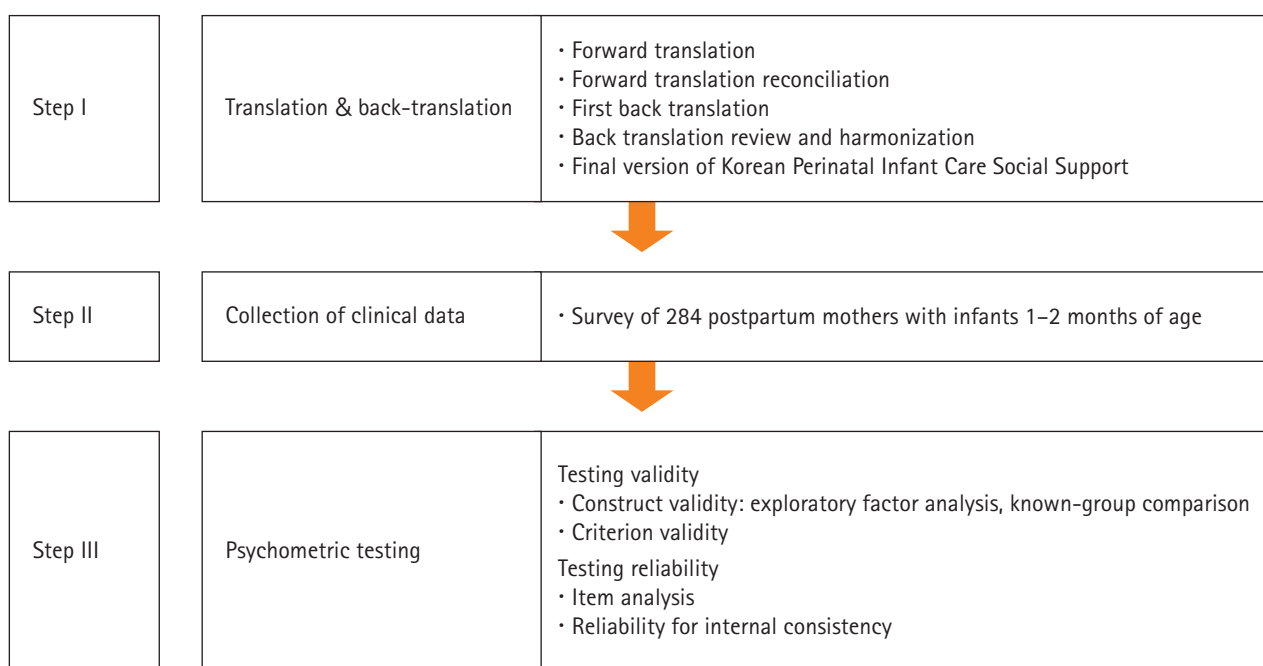 Step I
Translation & back-translation
· Forward translation
· Forward translation reconciliation
· First back translation
· Back translation review and harmonization
· Final version of Korean Perinatal Infant Care Social Support
Step II
Collection of clinical data
· Survey of 284 postpartum mothers with infants 1–2 months of age
Step III
Psychometric testing
Testing validity
· Construct validity: exploratory factor analysis, known-group comparison
· Criterion validity
Testing reliability
· Item analysis
· Reliability for internal consistency